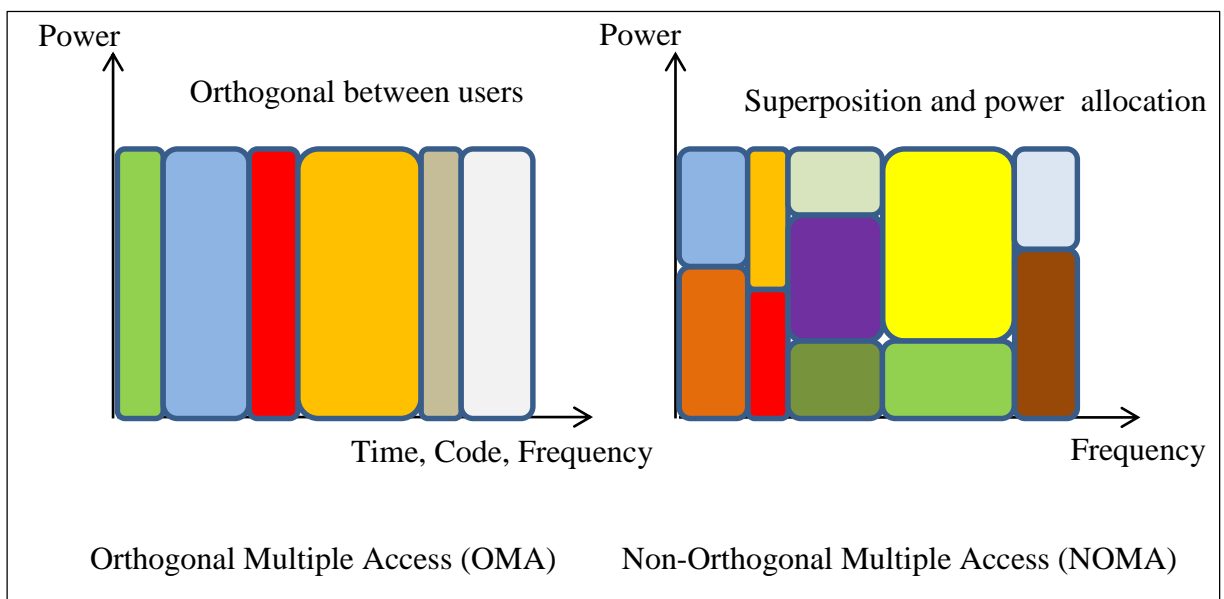 Power
Orthogonal between users
Time, Code, Frequency
Orthogonal Multiple Access (OMA)
Power
Superposition and power allocation
Frequency
Non-Orthogonal Multiple Access (NOMA)